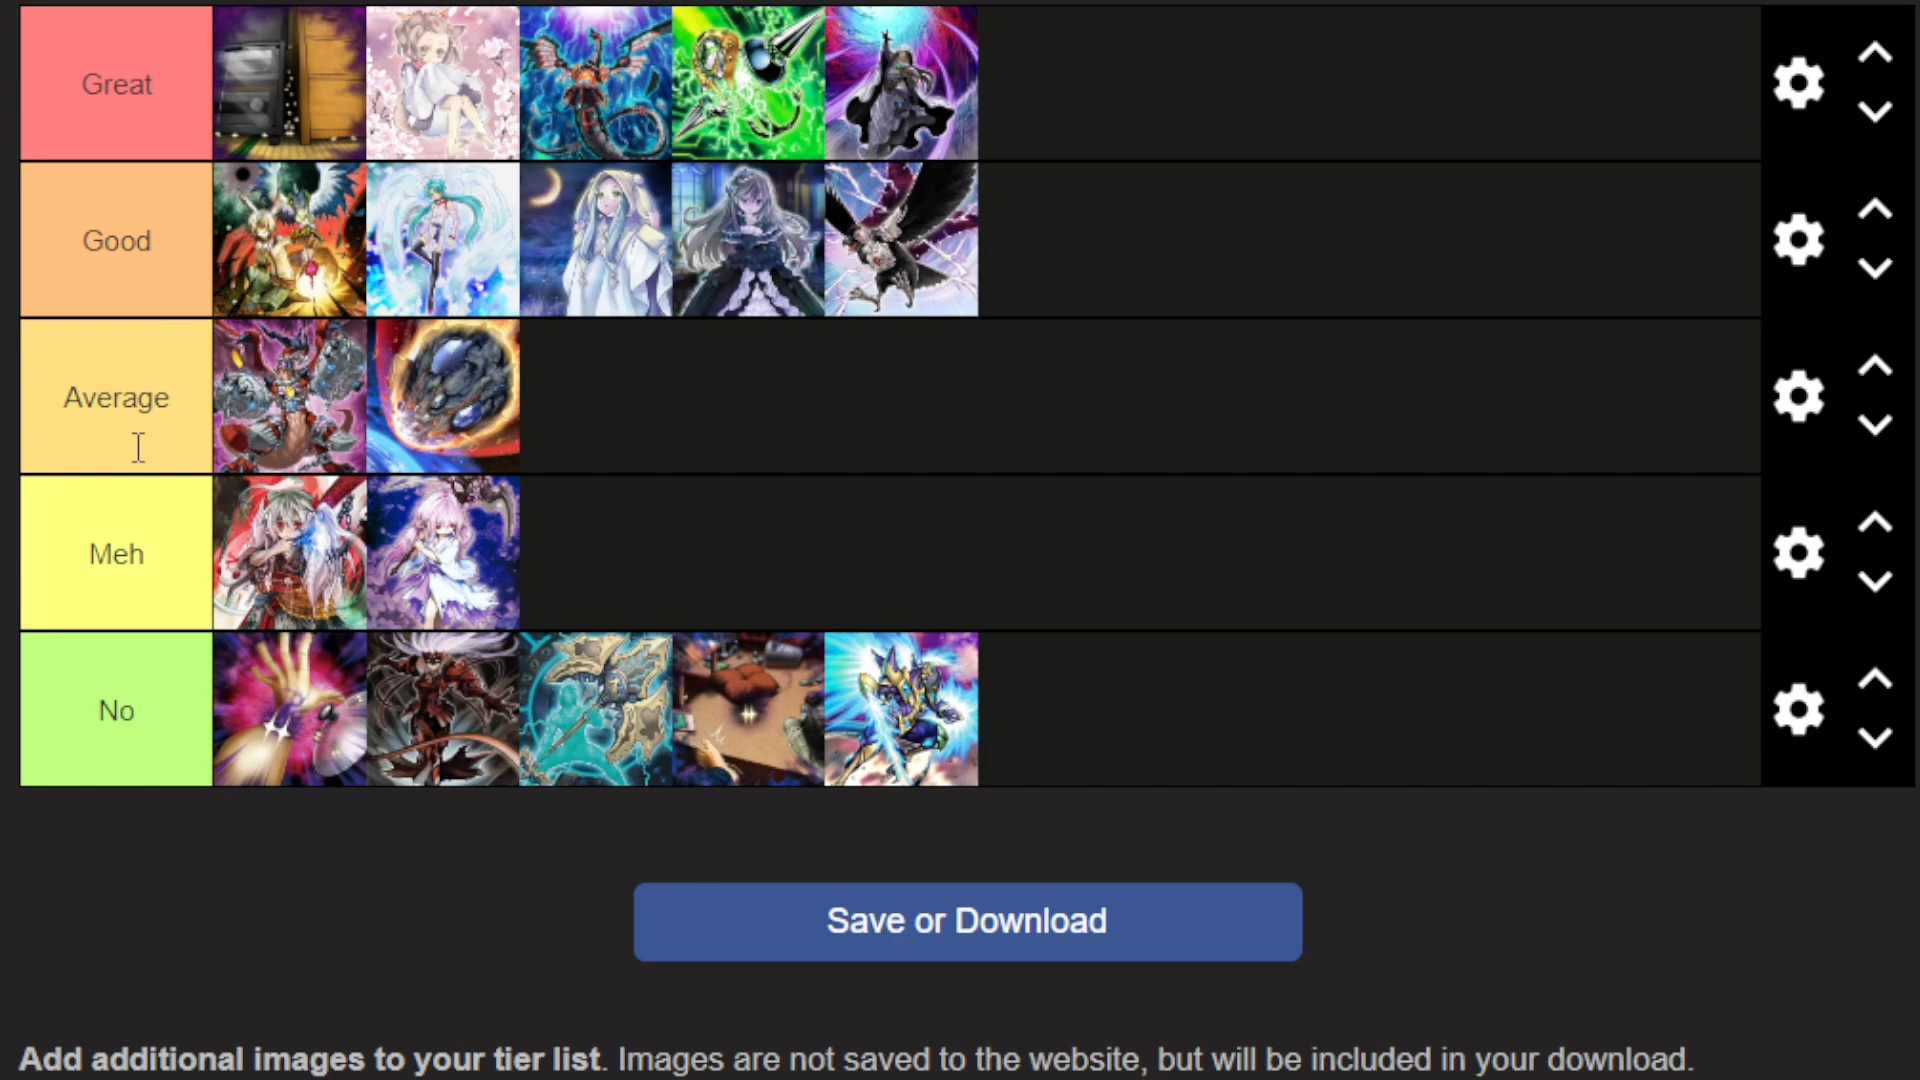 Great
Good
Average
Meh
No
Save or Download
Add additional images to your tier list. Images are not saved to the website, but will be included in your download.